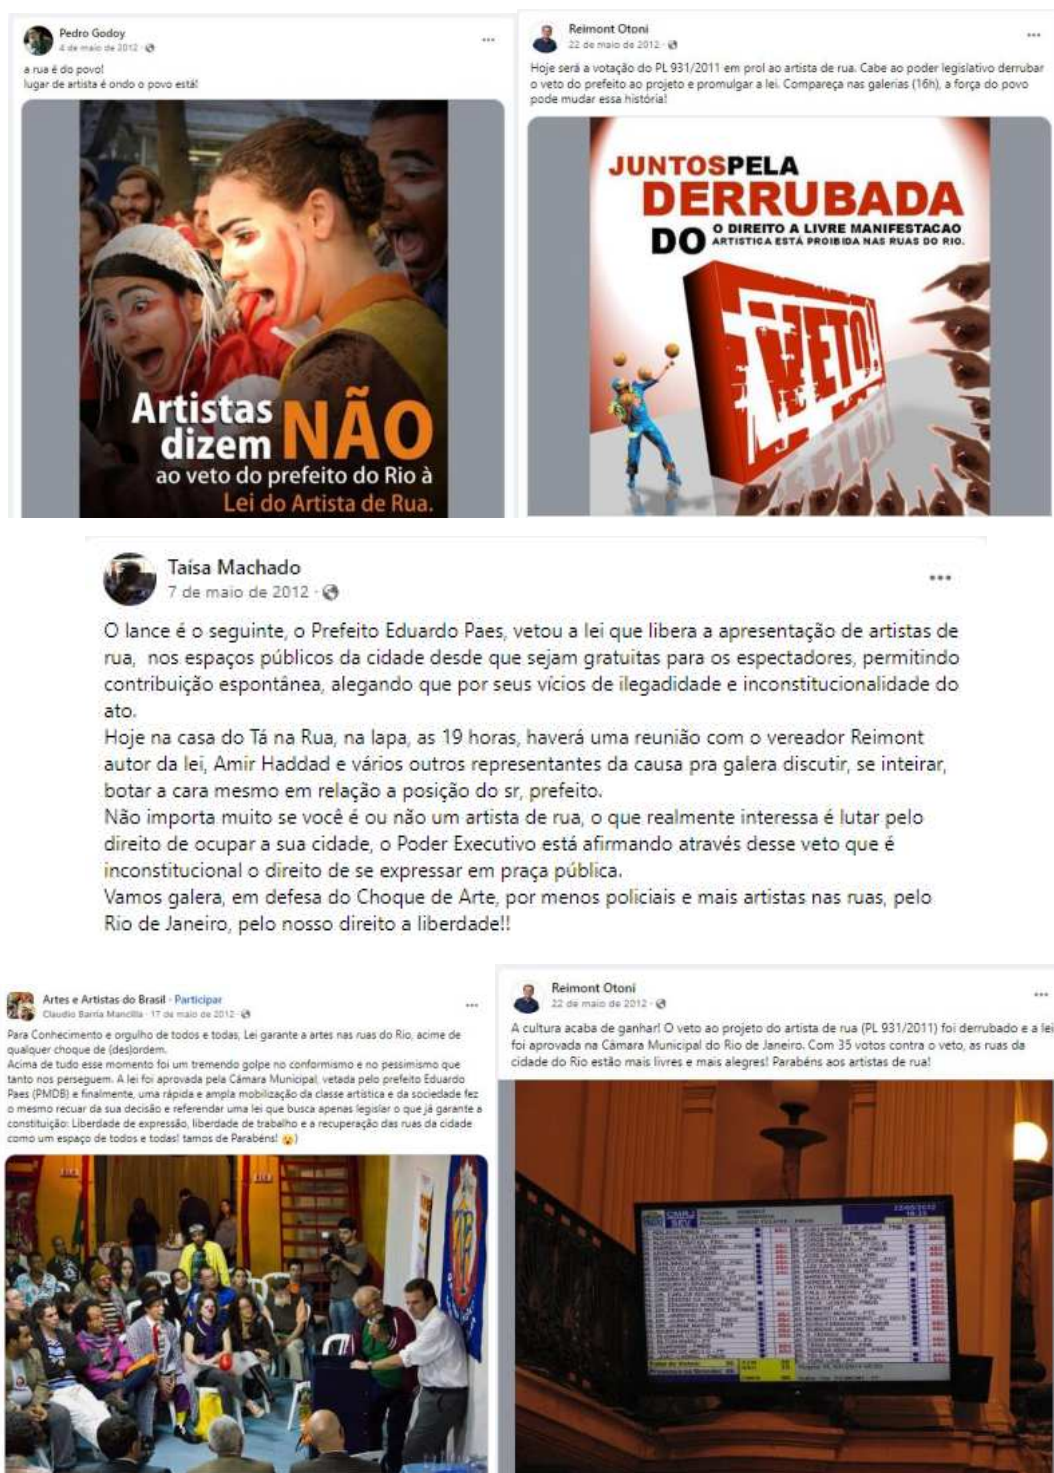 Pedro Godoy
4 de maio de 2012
a rua é do povo!
lugar de artista é ondo o povo está!
Artistas
dizem NÃO
ao veto do prefeito do Rio à
Lei do Artista de Rua.
Reimont Otoni
22 de maio de 2012
Hoje será a votação do PL 931/2011 em prol ao artista de rua. Cabe ao poder legislativo derrubar
o veto do prefeito ao projeto e promulgar a lei. Compareça nas galerias (16h), a força do povo
pode mudar essa história!
JUNTOSPELA
DERRUBADA
DO O DIREITO A LIVRE MANIFESTACAO
ARTISTICA ESTÁ PROIBIDA NAS RUAS DO RIO.
VETO!
Taísa Machado
7 de maio de 2012
O lance é o seguinte, o Prefeito Eduardo Paes, vetou a lei que libera a apresentação de artistas de
rua, nos espaços públicos da cidade desde que sejam gratuitas para os espectadores, permitindo
contribuição espontânea, alegando que por seus vícios de ilegadidade e inconstitucionalidade do
ato.
Hoje na casa do Tá na Rua, na lapa, as 19 horas, haverá uma reunião com o vereador Reimont
autor da lei, Amir Haddad e vários outros representantes da causa pra galera discutir, se inteirar,
botar a cara mesmo em relação a posição do sr, prefeito.
Não importa muito se você é ou não um artista de rua, o que realmente interessa é lutar pelo
direito de ocupar a sua cidade, o Poder Executivo está afirmando através desse veto que é
inconstitucional o direito de se expressar em praça pública.
Vamos galera, em defesa do Choque de Arte, por menos policiais e mais artistas nas ruas, pelo
Rio de Janeiro, pelo nosso direito a liberdade!!
Artes e Artistas do Brasil · Participar
Claudio Barría Mancilla · 17 de maio de 2012
Para Conhecimento e orgulho de todos e todas, Lei garante a artes nas ruas do Rio, acime de
qualquer choque de (des)ordem.
Acima de tudo esse momento foi um tremendo golpe no conformismo e no pessimismo que
tanto nos perseguem. A lei foi aprovada pela Câmara Municipal, vetada pelo prefeito Eduardo
Paes (PMDB) e finalmente, uma rápida e ampla mobilização da classe artística e da sociedade fez
o mesmo recuar da sua decisão e referendar uma lei que busca apenas legislar o que já garante a
constituição: Liberdade de expressão, liberdade de trabalho e a recuperação das ruas da cidade
como um espaço de todos e todas! tamos de Parabéns! )
Reimont Otoni
22 de maio de 2012
A cultura acaba de ganhar! O veto ao projeto do artista de rua (PL 931/2011) foi derrubado e a lei
foi aprovada na Câmara Municipal do Rio de Janeiro. Com 35 votos contra o veto, as ruas da
cidade do Rio estão mais livres e mais alegres! Parabéns aos artistas de rua!